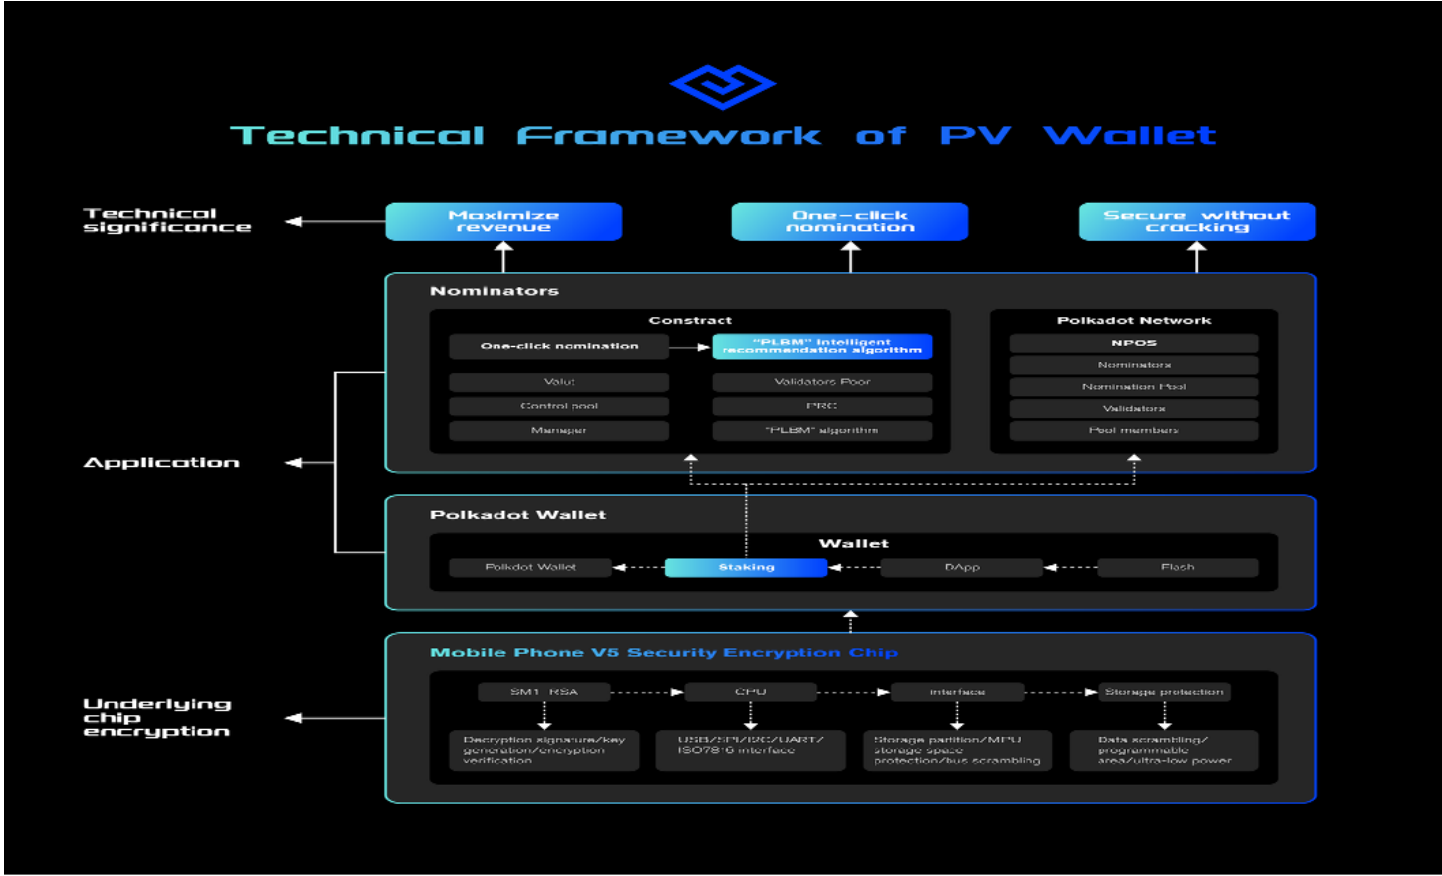 Technical Framework of PV Wallet
Technical
significance
Maximize
revenue
One-click
nomination
Secure without
cracking
Nominators
Constract
One-click nomination
"PLBM" Intelligent
recommendation algorithm
Valut
Validators Poor
Control pool
PRC
Manager
"PLBM" algorithm
Polkadot Network
NPOS
Nominators
Nomination Pool
Validators
Pool members
Application
Polkadot Wallet
Wallet
Polkdot Wallet
Staking
DApp
Flash
Mobile Phone V5 Security Encryption Chip
Underlying
chip
encryption
SM1 RSA
CPU
interface
Storage protection
Decryption signature/key
generation/encryption
verification
USB/SPI/I2C/UART/
ISO7816 interface
Storage partition/MPU
storage space
protection/bus scrambling
Data scrambling/
programmable
area/ultra-low power